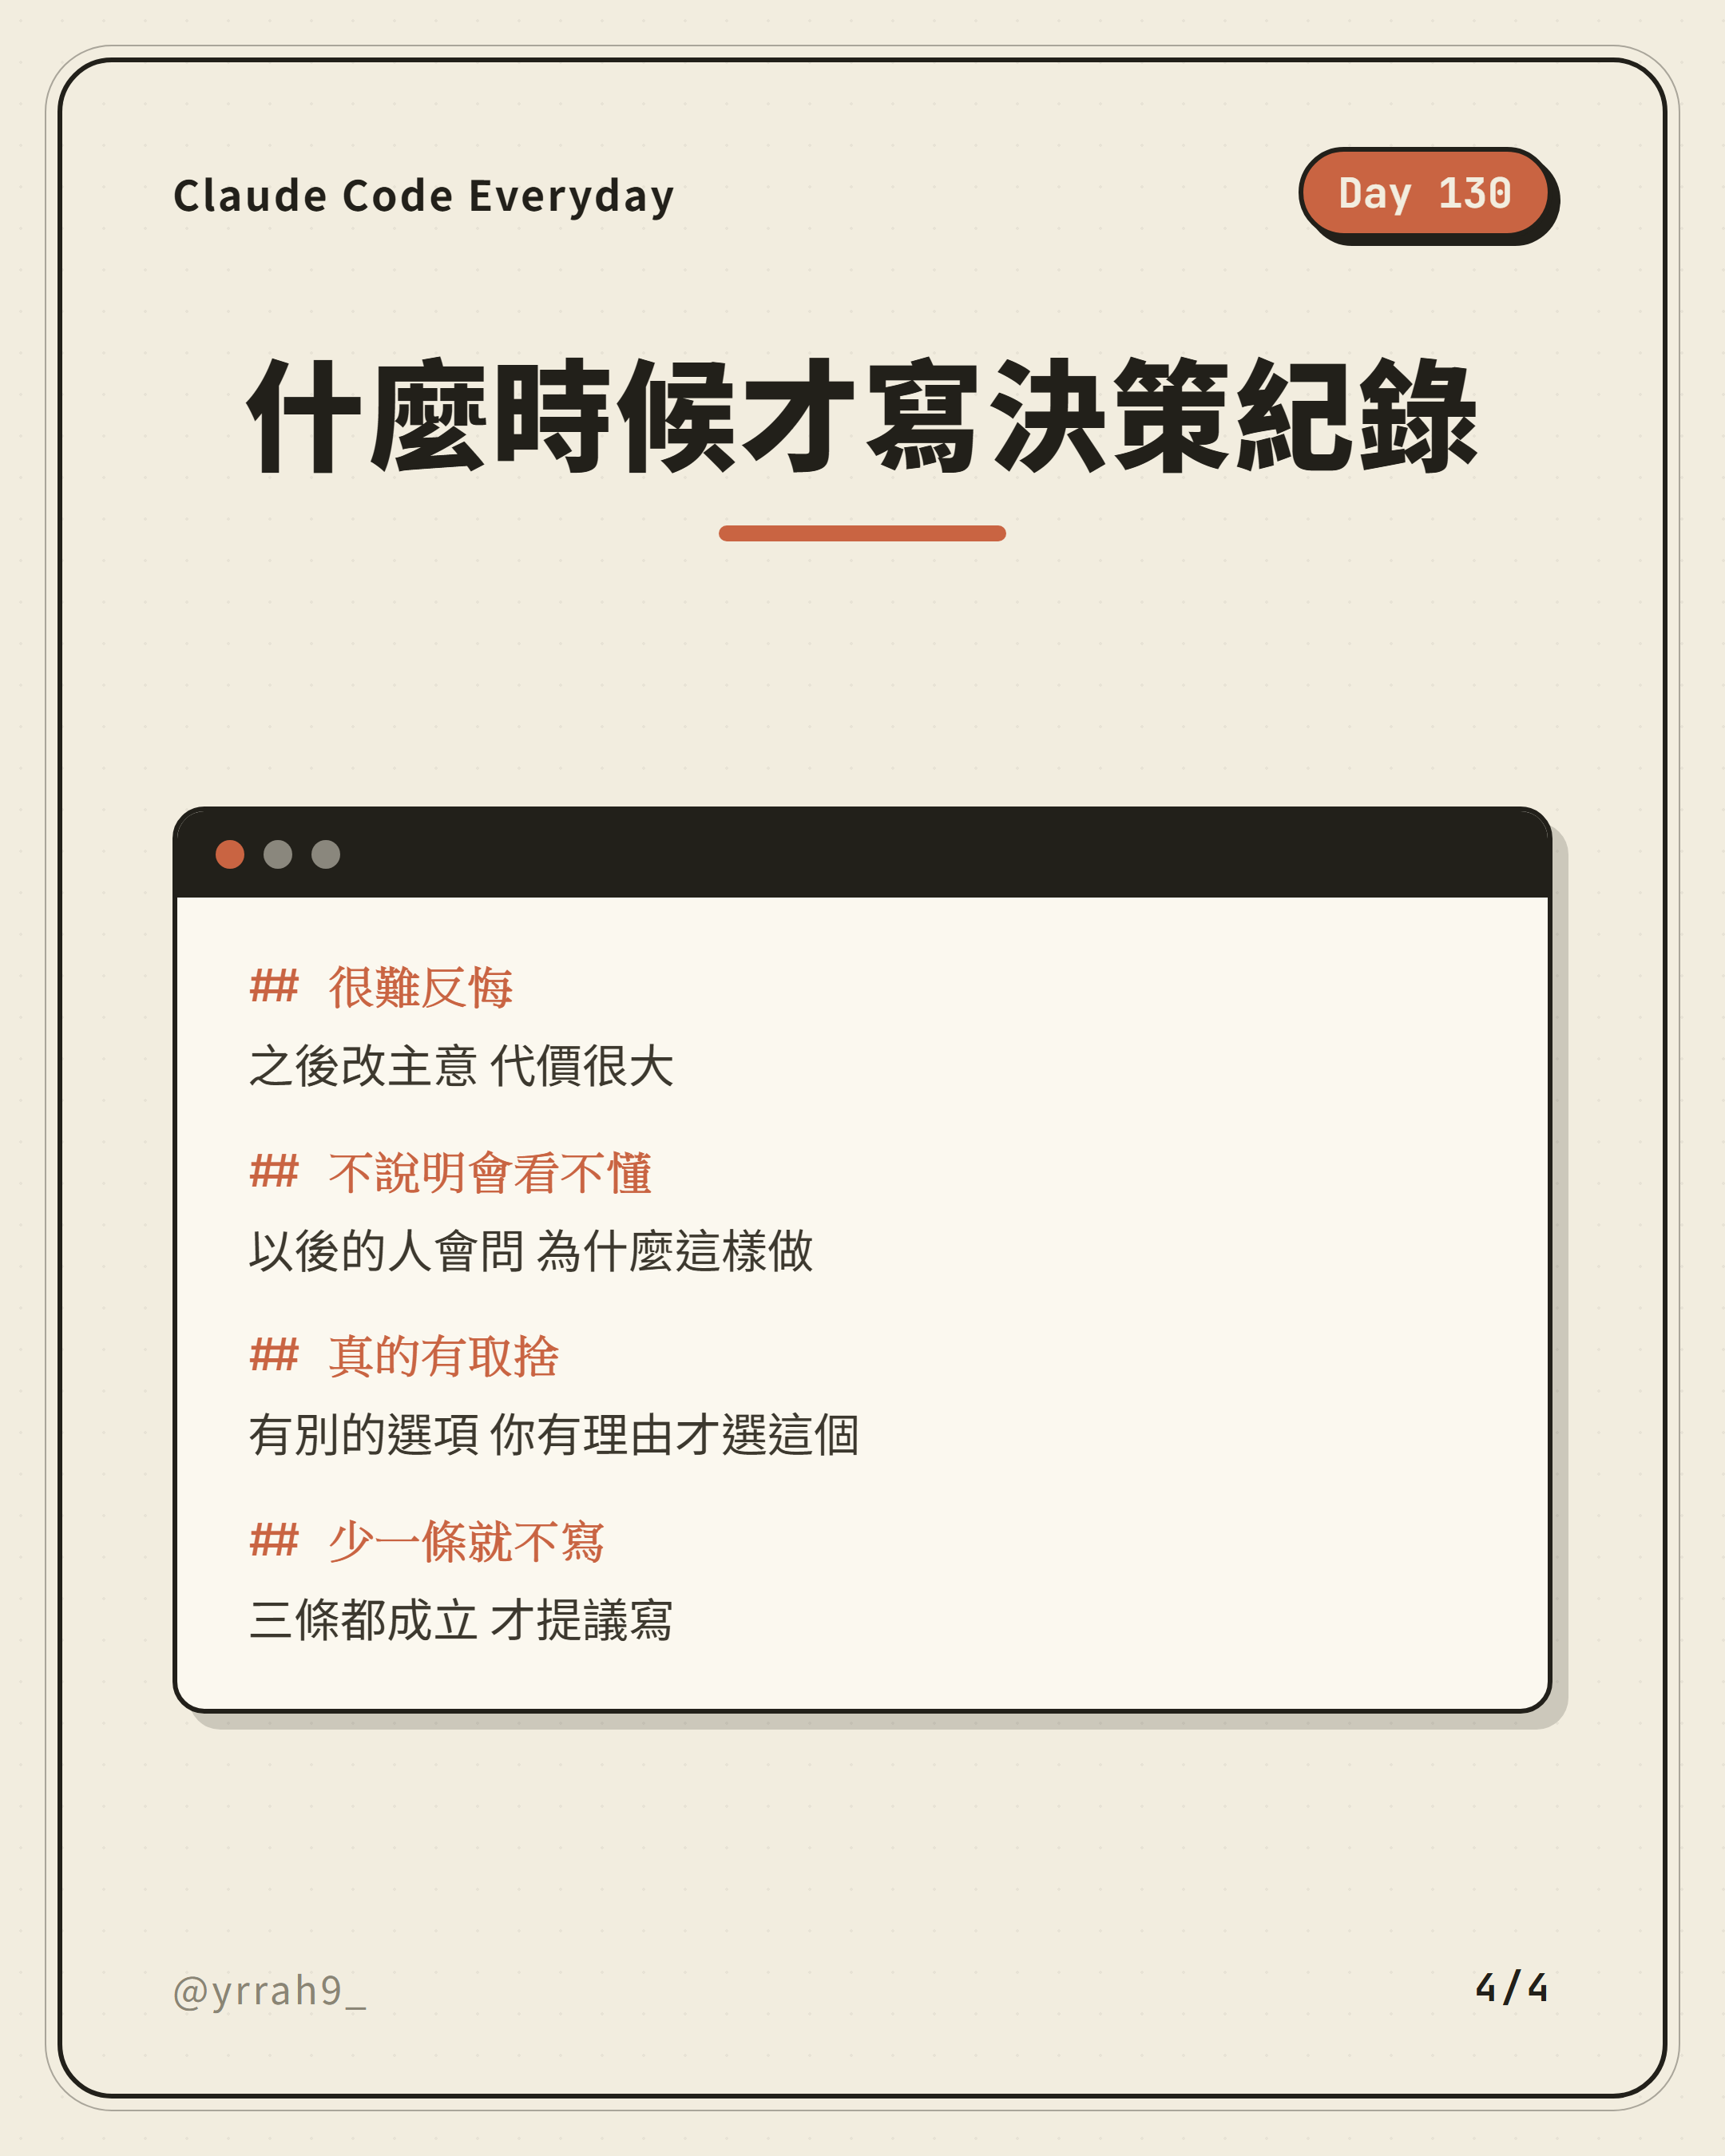 Claude Code Everyday
Day 130
什麼時候才寫決策紀錄
## 很難反悔
之後改主意 代價很大
## 不說明會看不懂
以後的人會問 為什麼這樣做
## 真的有取捨
有別的選項 你有理由才選這個
## 少一條就不寫
三條都成立 才提議寫
@yrrah9_
4/4